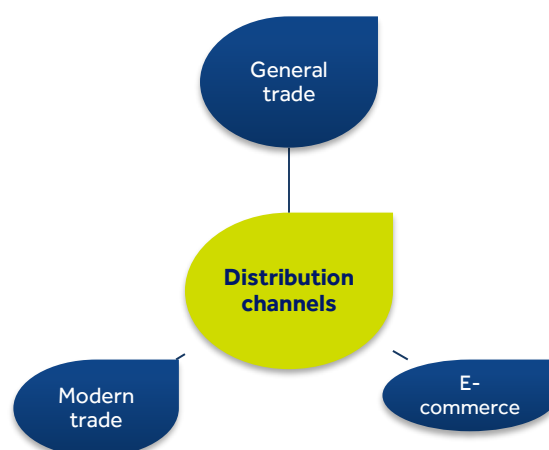 General
trade
Distribution
channels
Modern
trade
E-
commerce